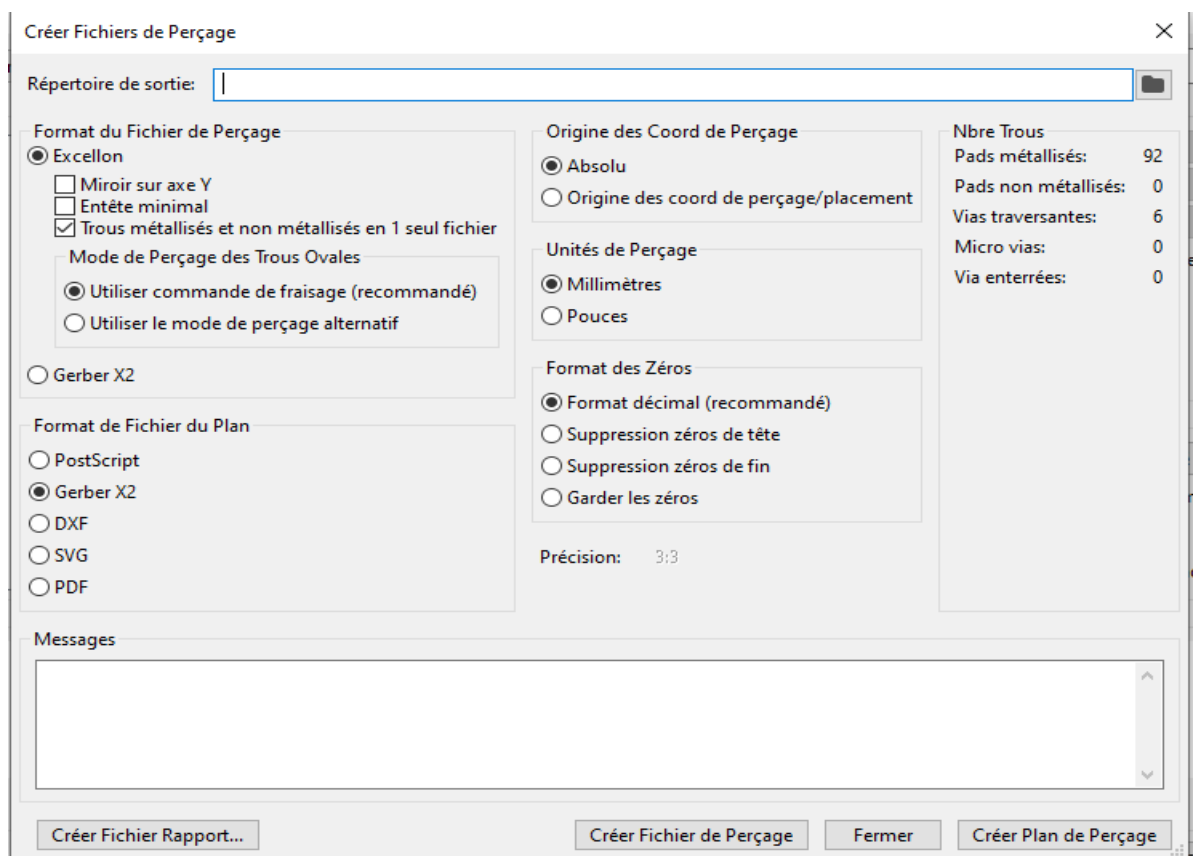 Créer Fichiers de Perçage
Répertoire de sortie:
Format du Fichier de Perçage
Excellon
Miroir sur axe Y
Entête minimal
Trous métallisés et non métallisés en 1 seul fichier
Mode de Perçage des Trous Ovales
Utiliser commande de fraisage (recommandé)
Utiliser le mode de perçage alternatif
Gerber X2
Format de Fichier du Plan
PostScript
Gerber X2
DXF
SVG
PDF
Origine des Coord de Perçage
Absolu
Origine des coord de perçage/placement
Unités de Perçage
Millimètres
Pouces
Format des Zéros
Format décimal (recommandé)
Suppression zéros de tête
Suppression zéros de fin
Garder les zéros
Précision: 3:3
Nbre Trous
Pads métallisés: 92
Pads non métallisés: 0
Vias traversantes: 6
Micro vias: 0
Via enterrées: 0
Messages
Créer Fichier Rapport...
Créer Fichier de Perçage
Fermer
Créer Plan de Perçage